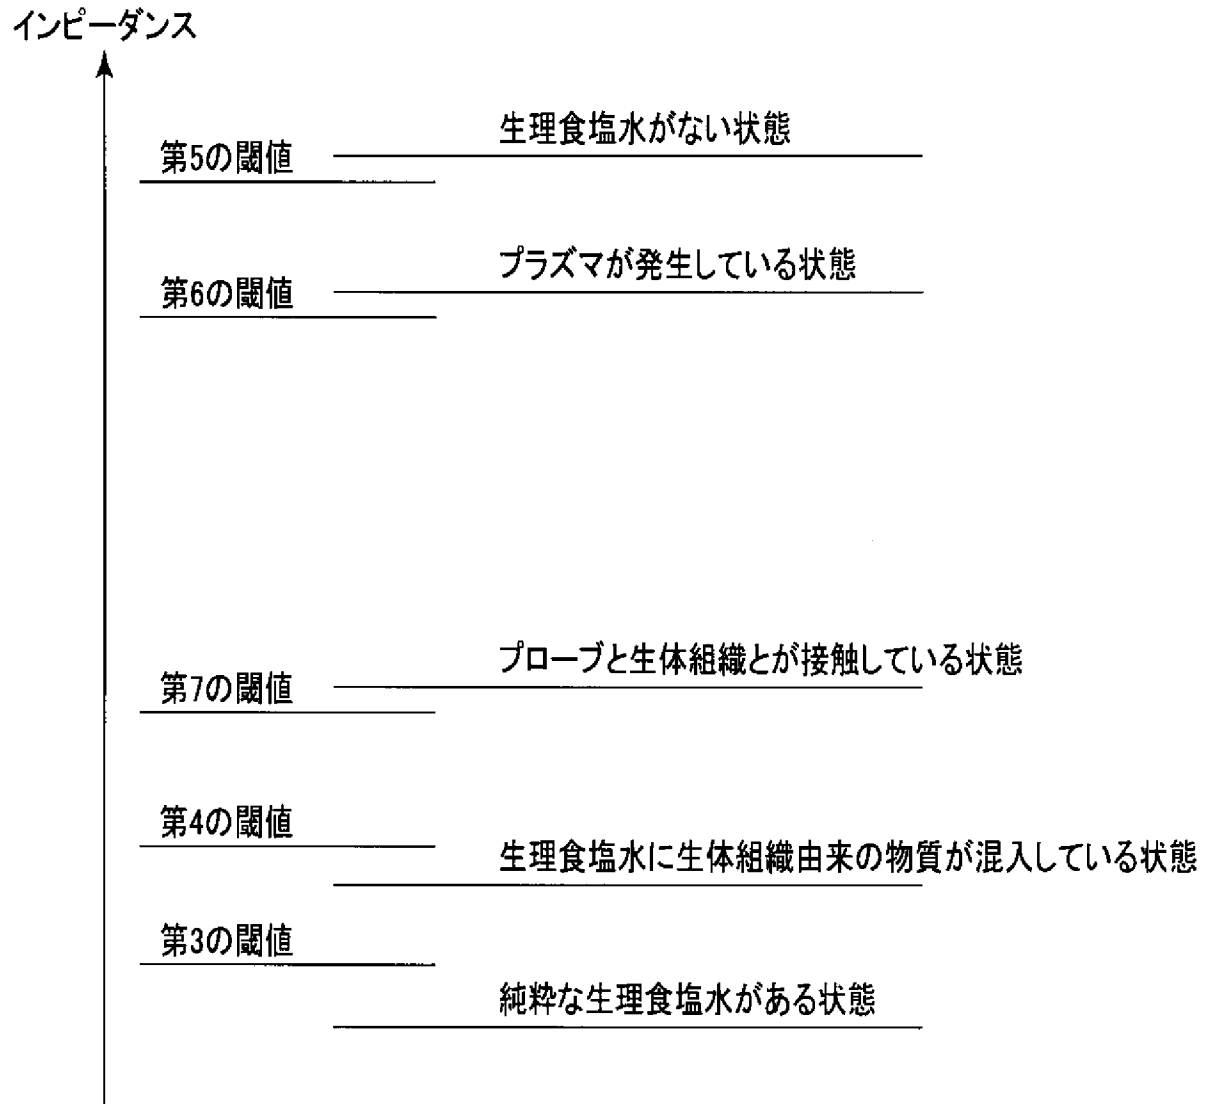 インピーダンス
生理食塩水がない状態
第5の閾値
プラズマが発生している状態
第6の閾値
プローブと生体組織とが接触している状態
第7の閾値
第4の閾値
生理食塩水に生体組織由来の物質が混入している状態
第3の閾値
純粋な生理食塩水がある状態